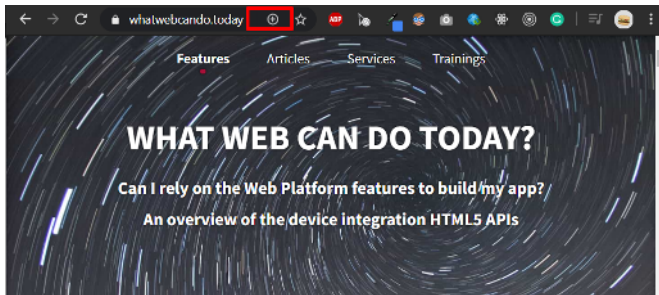 whatwebcando.today
ABP
Features Articles Services Trainings
WHAT WEB CAN DO TODAY?
Can I rely on the Web Platform features to build my app?
An overview of the device integration HTML5 APIs